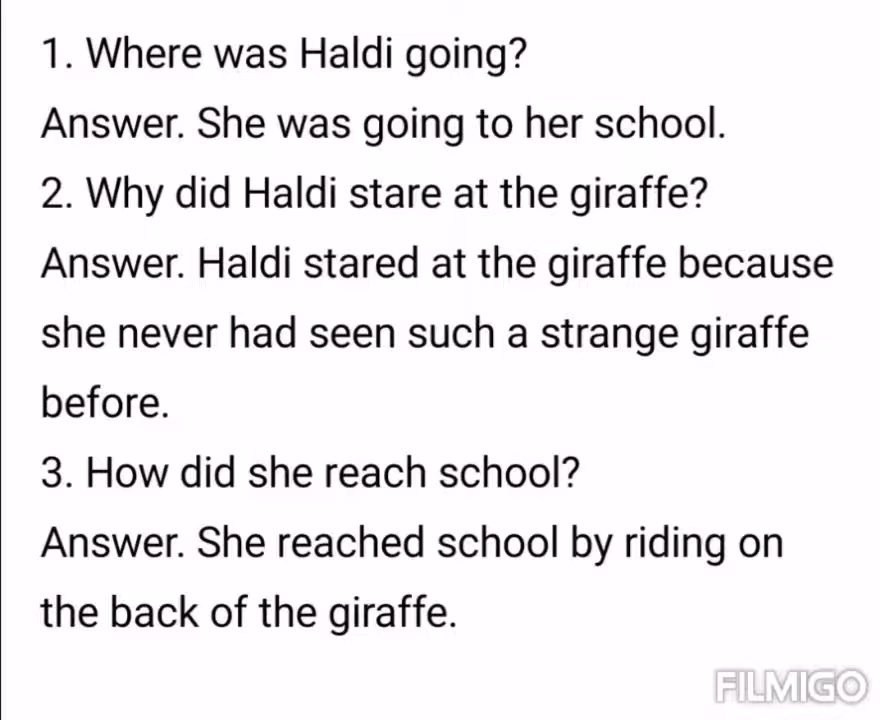 1. Where was Haldi going?
Answer. She was going to her school.
2. Why did Haldi stare at the giraffe?
Answer. Haldi stared at the giraffe because
she never had seen such a strange giraffe
before.
3. How did she reach school?
Answer. She reached school by riding on
the back of the giraffe.
FILMIGO